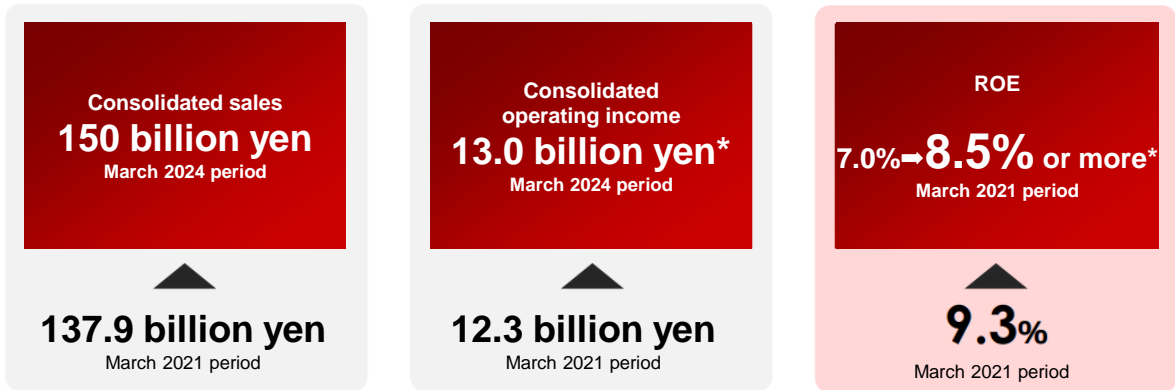 Consolidated sales
150 billion yen
March 2024 period
137.9 billion yen
March 2021 period
Consolidated
operating income
13.0 billion yen*
March 2024 period
12.3 billion yen
March 2021 period
ROE
7.0%➡8.5% or more*
March 2021 period
9.3%
March 2021 period